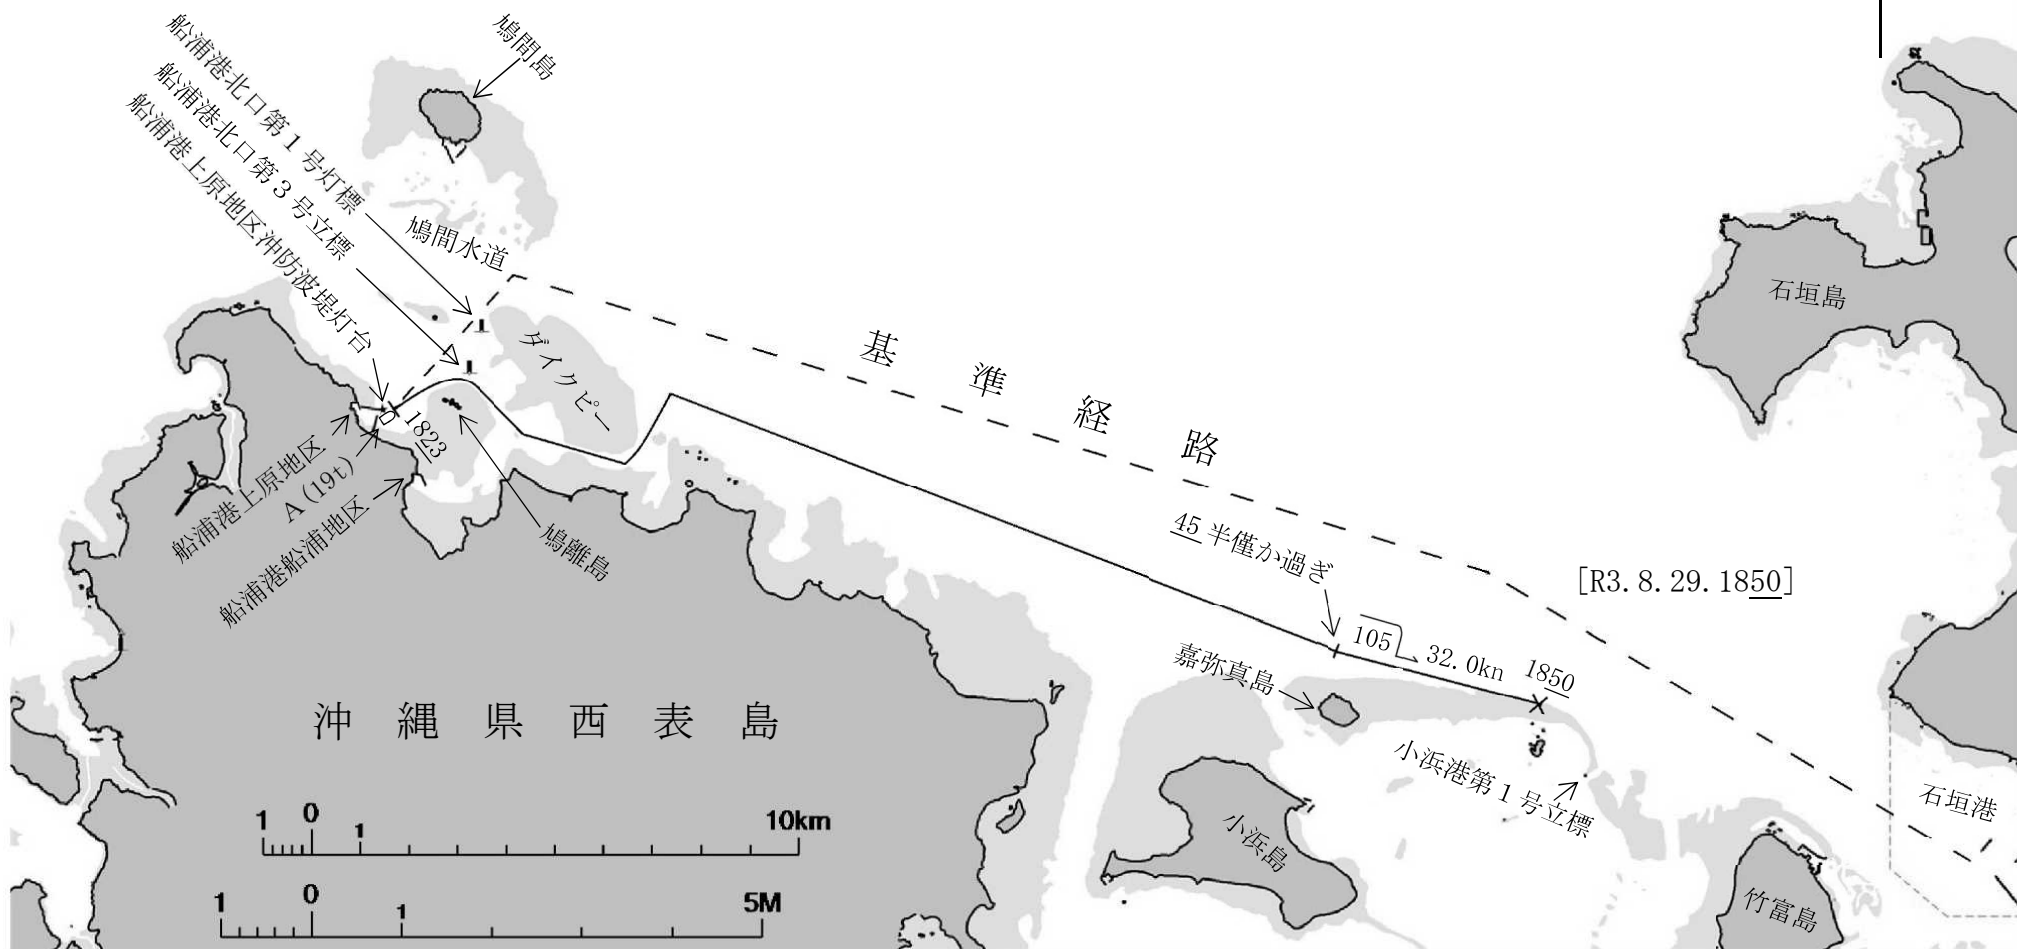 船浦港北口第1号灯標
船浦港北口第3号立標
船浦港上原地区沖防波堤灯台
鳩間島
鳩間水道
ダイクピー
基準経路
石垣島
1823
船浦港上原地区
A(19t)
船浦港船浦地区
鳩離島
45半僅か過ぎ
[R3.8.29.1850]
105
32.0kn
1850
嘉弥真島
小浜港第1号立標
沖縄県西表島
小浜島
石垣港
竹富島
1 0 1 10km
1 0 1 5M